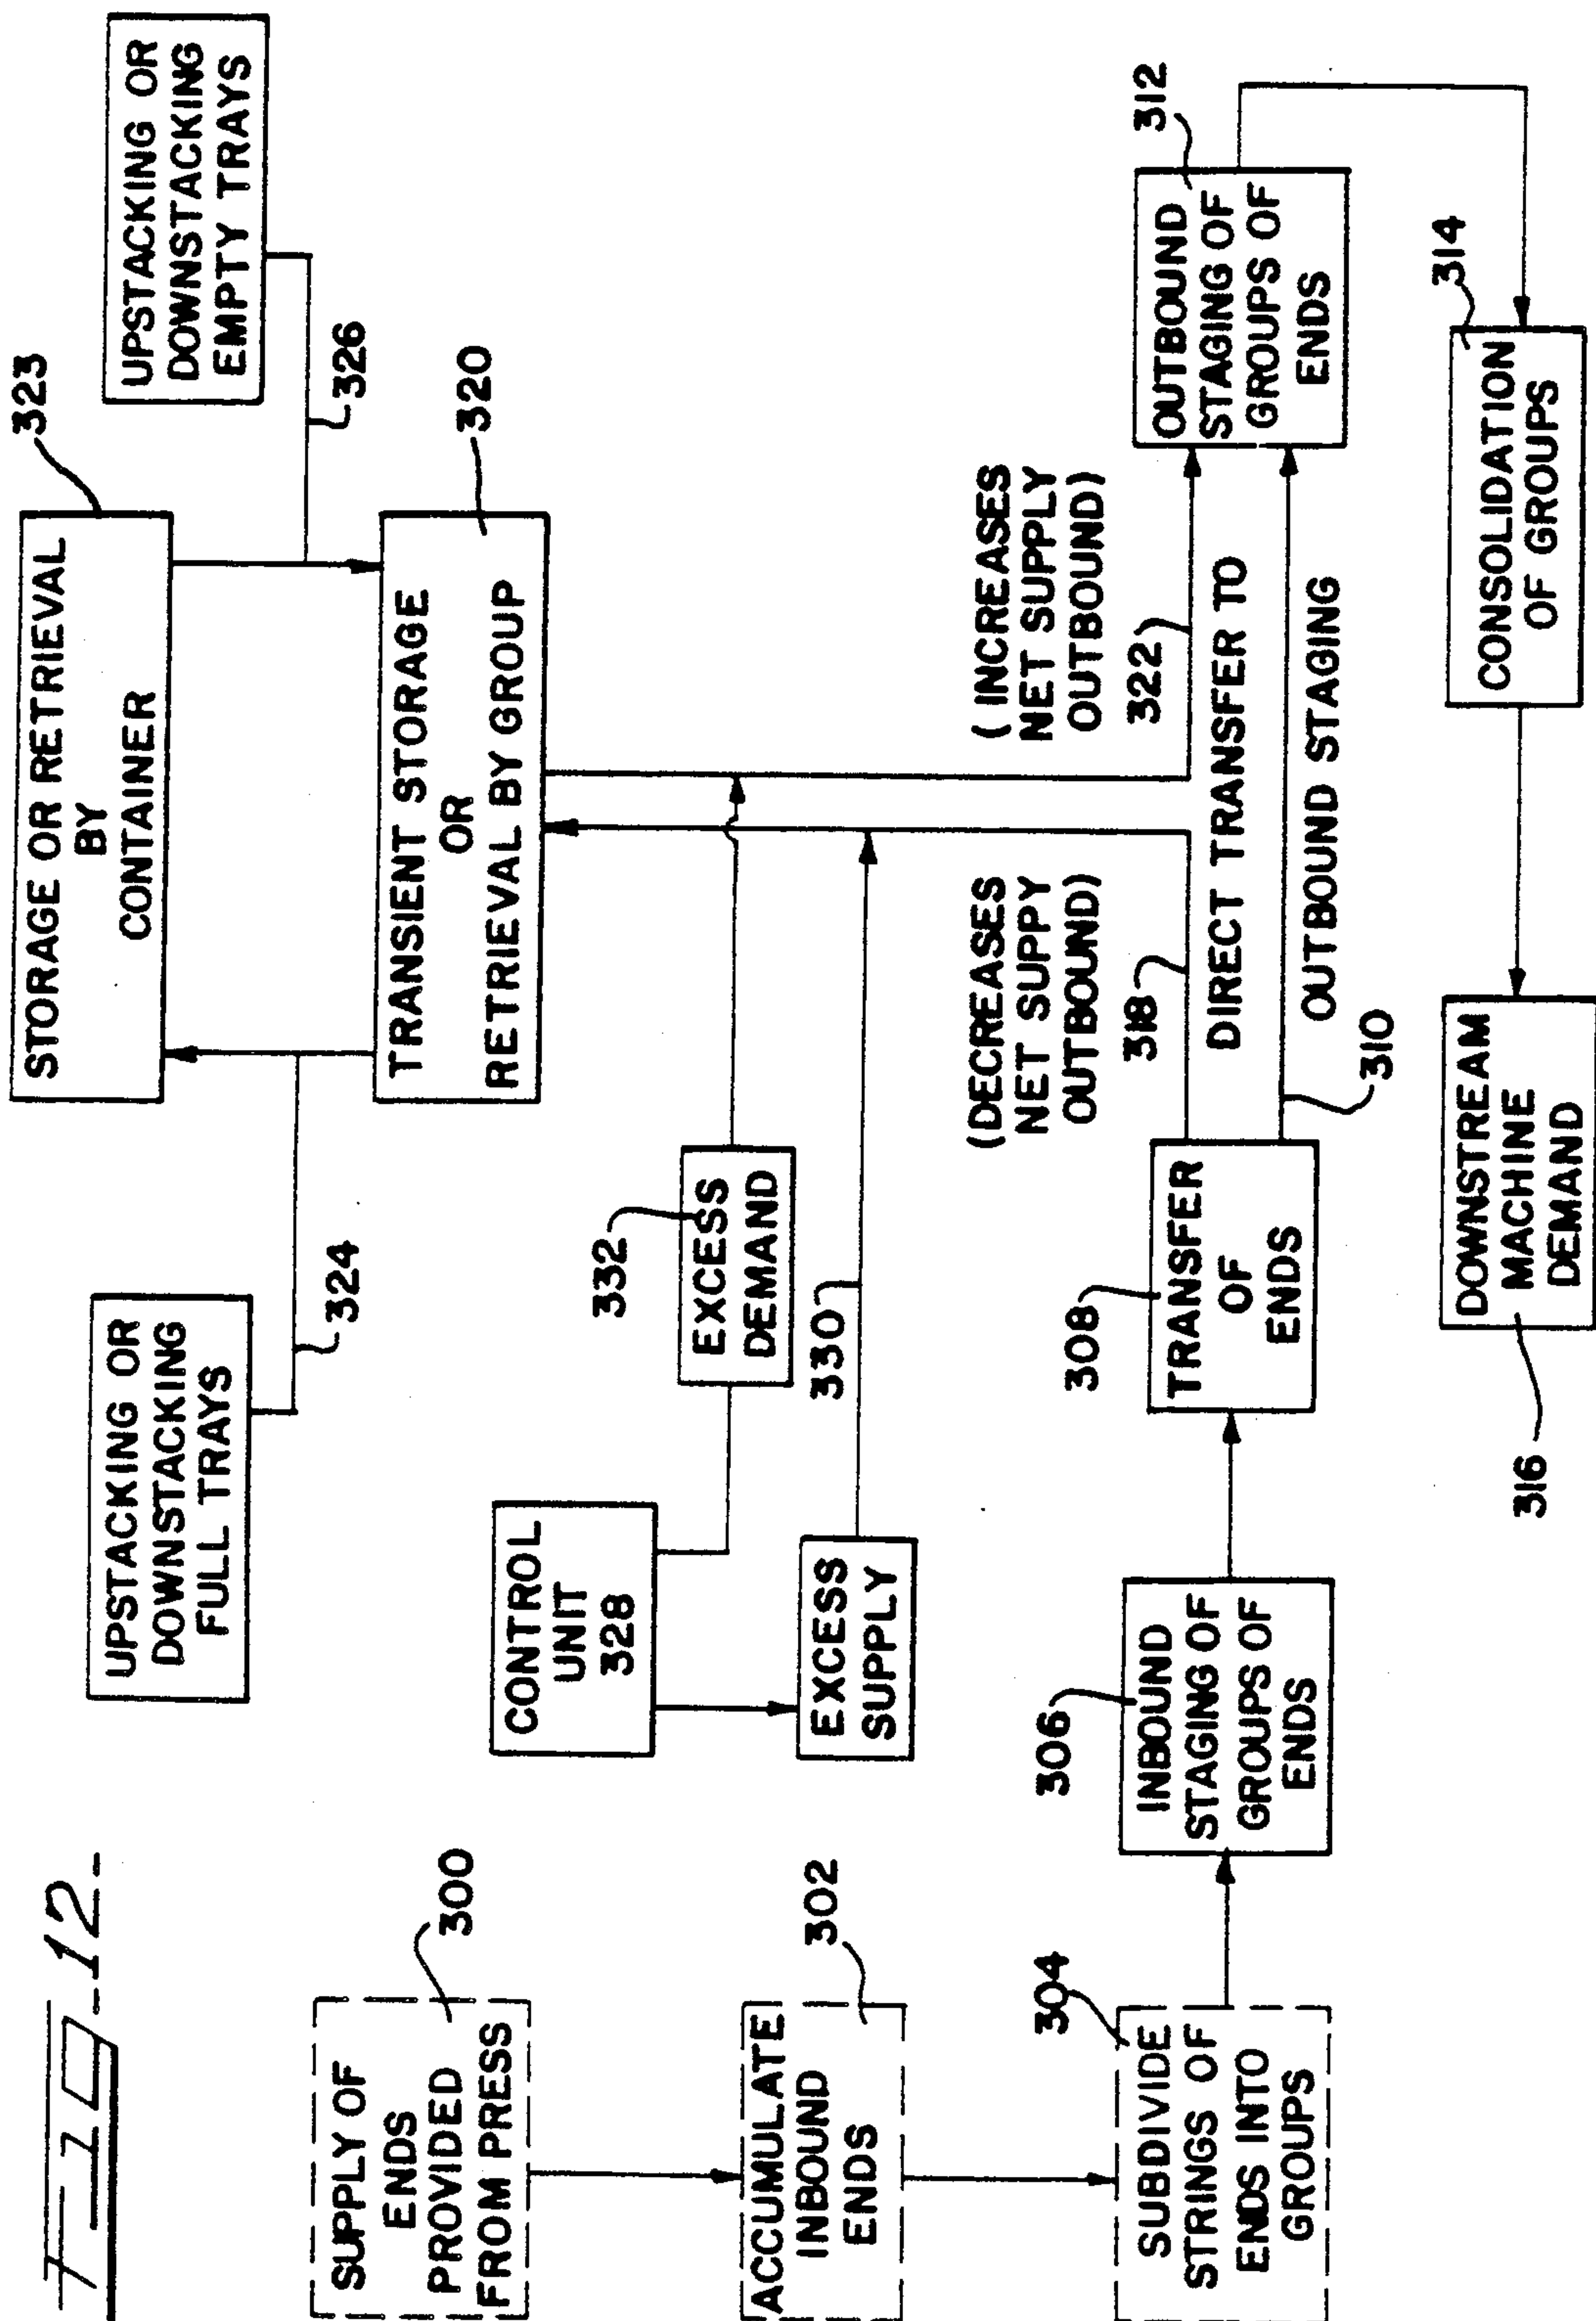 FIG-12-
SUPPLY OF
ENDS
PROVIDED
FROM PRESS
300
ACCUMULATE
INBOUND
ENDS
302
SUBDIVIDE
STRINGS OF
ENDS INTO
GROUPS
304
INBOUND
STAGING OF
GROUPS OF
ENDS
306
TRANSFER
OF
ENDS
308
UPSTACKING OR
DOWNSTACKING
FULL TRAYS
324
CONTROL
UNIT
328
EXCESS
DEMAND
332
EXCESS
SUPPLY
330
STORAGE OR RETRIEVAL
BY
CONTAINER
323
UPSTACKING OR
DOWNSTACKING
EMPTY TRAYS
326
TRANSIENT STORAGE
OR
RETRIEVAL BY GROUP
320
(DECREASES
NET SUPPY
OUTBOUND)
318
(INCREASES
NET SUPPLY
OUTBOUND)
322
DIRECT TRANSFER TO
OUTBOUND STAGING
310
OUTBOUND
STAGING OF
GROUPS OF
ENDS
312
CONSOLIDATION
OF GROUPS
314
DOWNSTREAM
MACHINE
DEMAND
316